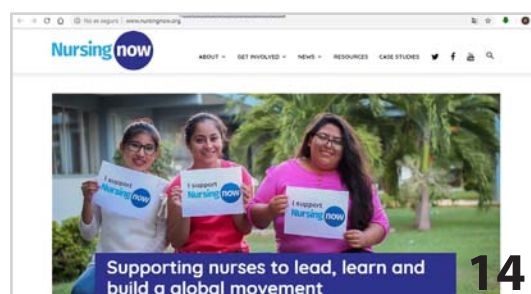 No es seguro | www.nursingnow.org
Nursing now
ABOUT GET INVOLVED NEWS RESOURCES CASE STUDIES
I support
Nursing now
I support
Nursing now
I support
Nursing now
Supporting nurses to lead, learn and
build a global movement
14